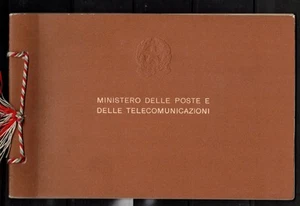 MINISTERO DELLE POSTE E
DELLE TELECOMUNICAZIONI